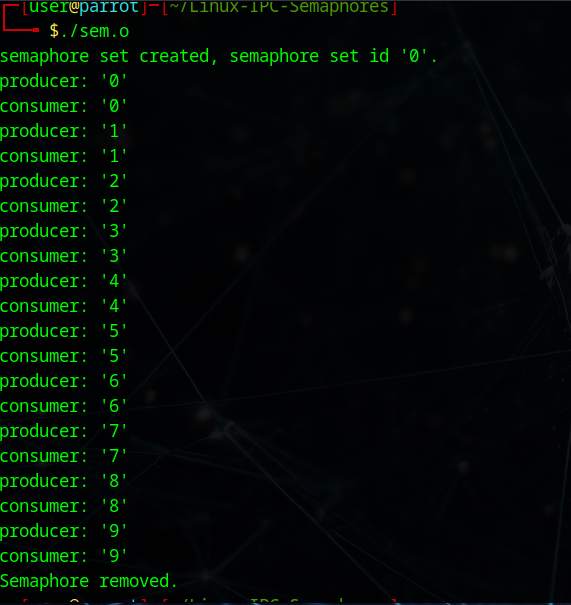 ┌─[user@parrot]─[~/Linux-IPC-Semaphores]
└──╼ $./sem.o
semaphore set created, semaphore set id '0'.
producer: '0'
consumer: '0'
producer: '1'
consumer: '1'
producer: '2'
consumer: '2'
producer: '3'
consumer: '3'
producer: '4'
consumer: '4'
producer: '5'
consumer: '5'
producer: '6'
consumer: '6'
producer: '7'
consumer: '7'
producer: '8'
consumer: '8'
producer: '9'
consumer: '9'
Semaphore removed.